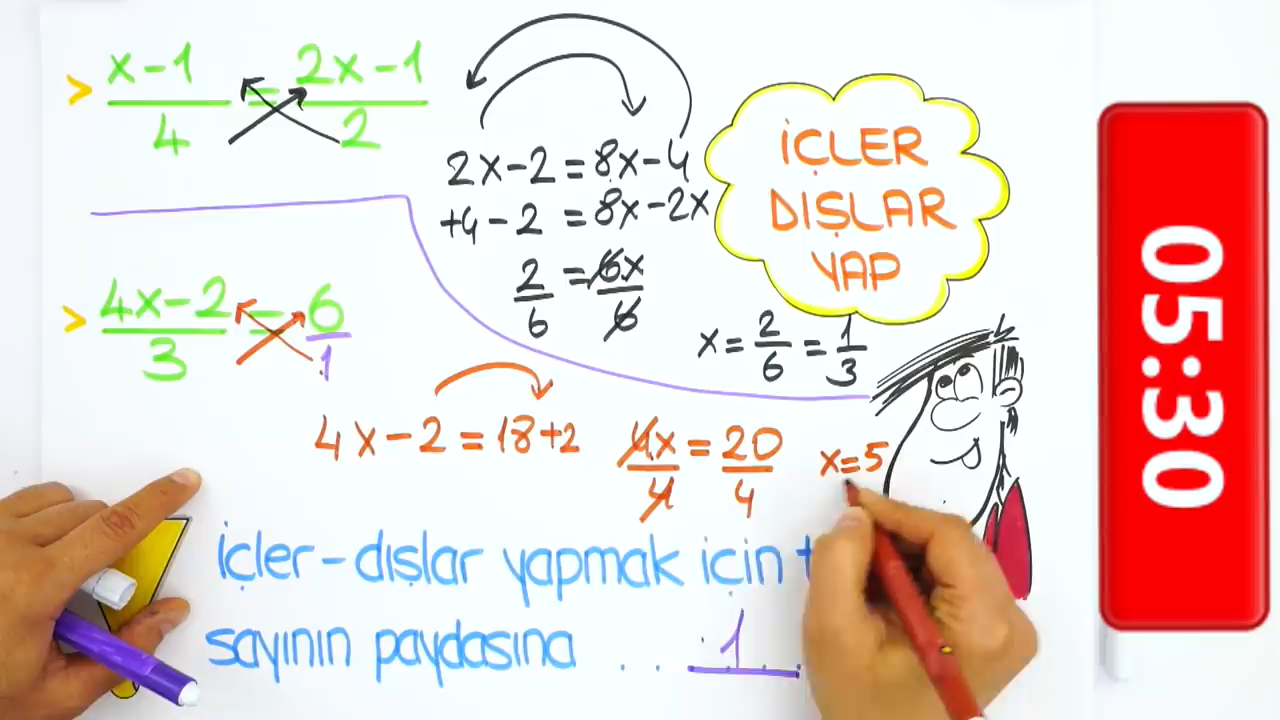 > x-1/4 = 2x-1/2
2x-2 = 8x-4
+4-2 = 8x-2x
2/6 = 6x/6
x = 2/6 = 1/3
İÇLER
DIŞLAR
YAP
> 4x-2/3 = 6/1
4x-2 = 18+2
4x/4 = 20/4
x=5
İçler-dışlar yapmak için
sayının paydasına .. 1
05:30